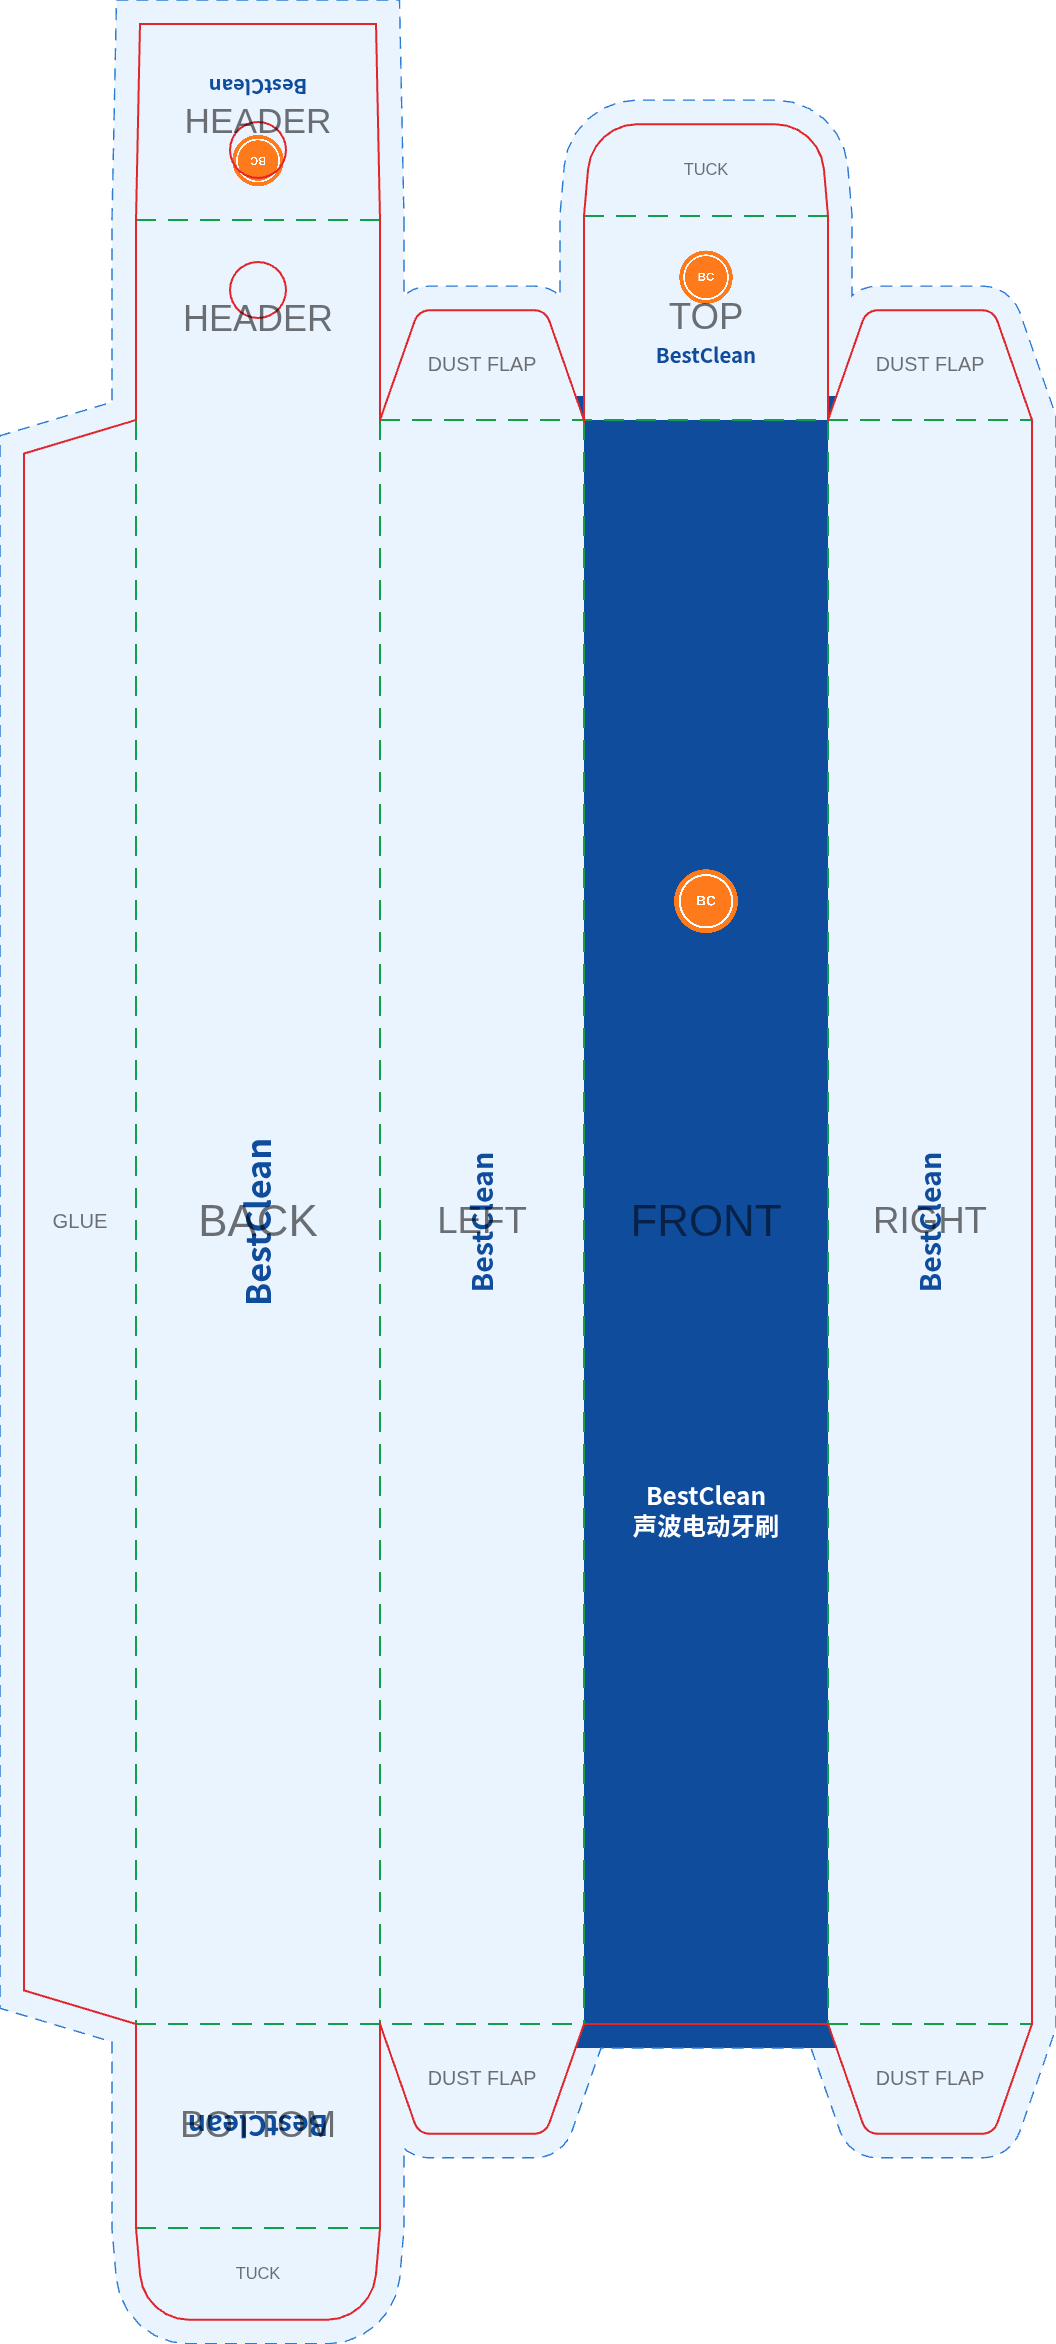 BestClean
HEADER
BC
HEADER
TUCK
BC
TOP
BestClean
DUST FLAP
DUST FLAP
BC
GLUE
BACK
BestClean
LEFT
BestClean
FRONT
RIGHT
BestClean
BestClean
声波电动牙刷
DUST FLAP
DUST FLAP
BOTTOM
BestClean
TUCK